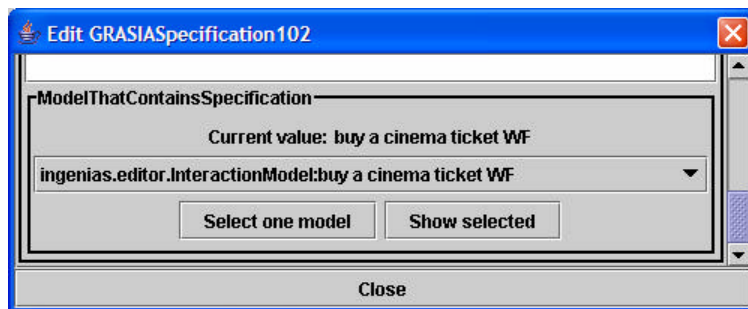 Edit GRASIASpecification102
ModelThatContainsSpecification
Current value: buy a cinema ticket WF
ingenias.editor.InteractionModel:buy a cinema ticket WF
Select one model Show selected
Close